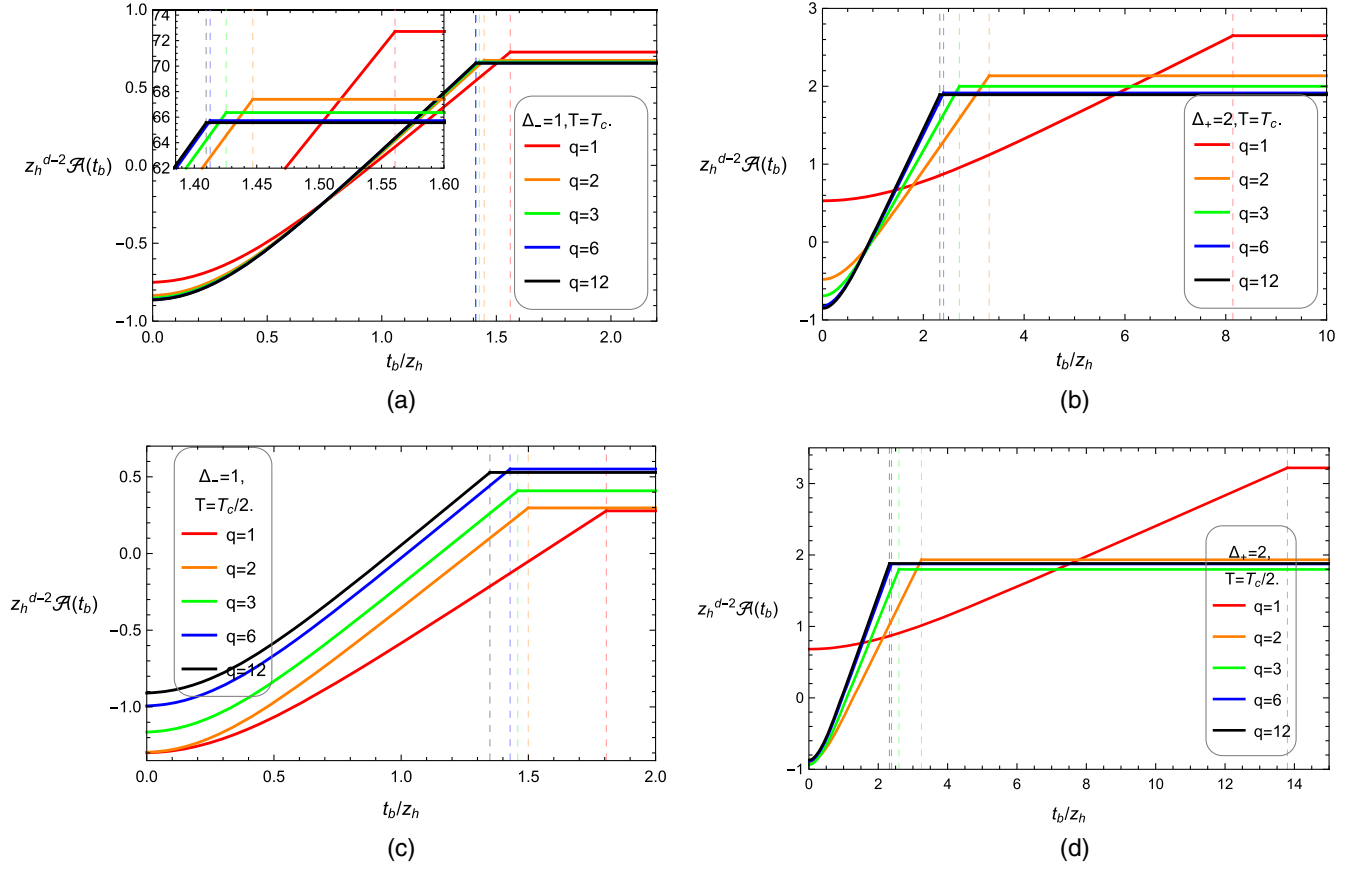 1.0
0.5
0.0
−0.5
−1.0
74
72
70
68
66
64
62
1.40 1.45 1.50 1.55 1.60
z_h^{d-2}𝒜(t_b)
Δ_−=1,T=T_c.
q=1
q=2
q=3
q=6
q=12
0.0 0.5 1.0 1.5 2.0
t_b/z_h
(a)
3
2
1
0
−1
z_h^{d-2}𝒜(t_b)
Δ_+=2,T=T_c.
q=1
q=2
q=3
q=6
q=12
0 2 4 6 8 10
t_b/z_h
(b)
0.5
0.0
−0.5
−1.0
z_h^{d-2}𝒜(t_b)
Δ_−=1,
T=T_c/2.
q=1
q=2
q=3
q=6
q=12
0.0 0.5 1.0 1.5 2.0
t_b/z_h
(c)
3
2
1
0
−1
z_h^{d-2}𝒜(t_b)
Δ_+=2,
T=T_c/2.
q=1
q=2
q=3
q=6
q=12
0 2 4 6 8 10 12 14
t_b/z_h
(d)